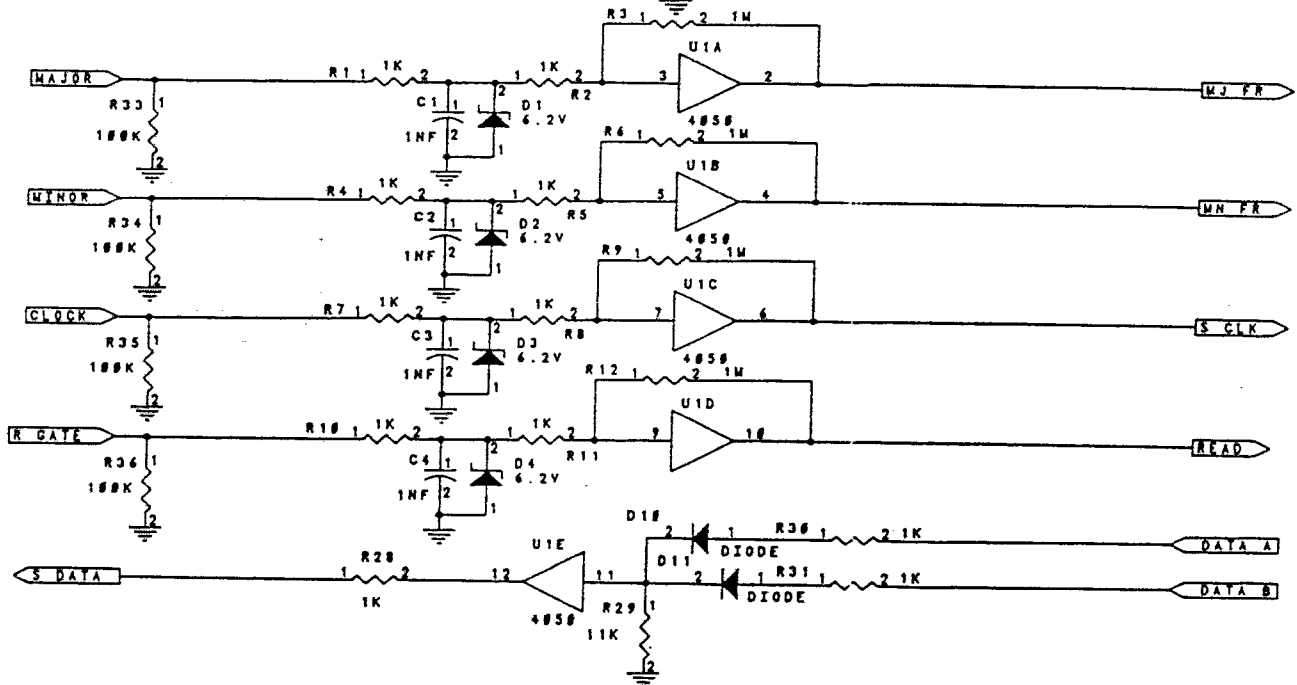 R3 1 2 1M
U1A
MAJOR R1 1 1K 2 1 1K 2 3 2 MJ FR
R33 1 C1 1 2 D1 R2
100K 1NF 2 6.2V 4050
2 1 R6 1 2 1M
U1B
MINOR R4 1 1K 2 1 1K 2 5 4 MN FR
R34 1 C2 1 2 D2 R5
100K 1NF 2 6.2V 4050
2 1 R9 1 2 1M
U1C
CLOCK R7 1 1K 2 1 1K 2 7 6 S CLK
R35 1 C3 1 2 D3 R8
100K 1NF 2 6.2V 4050
2 1 R12 1 2 1M
U1D
R GATE R10 1 1K 2 1 1K 2 9 10 READ
R36 1 C4 1 2 D4 R11
100K 1NF 2 6.2V
2 1
D10 2 1 R30 1 2 1K DATA A
U1E D11 DIODE
S DATA R28 1 2 12 11 2 1 R31 1 2 1K DATA B
1K 4050 R29 1 DIODE
11K
2